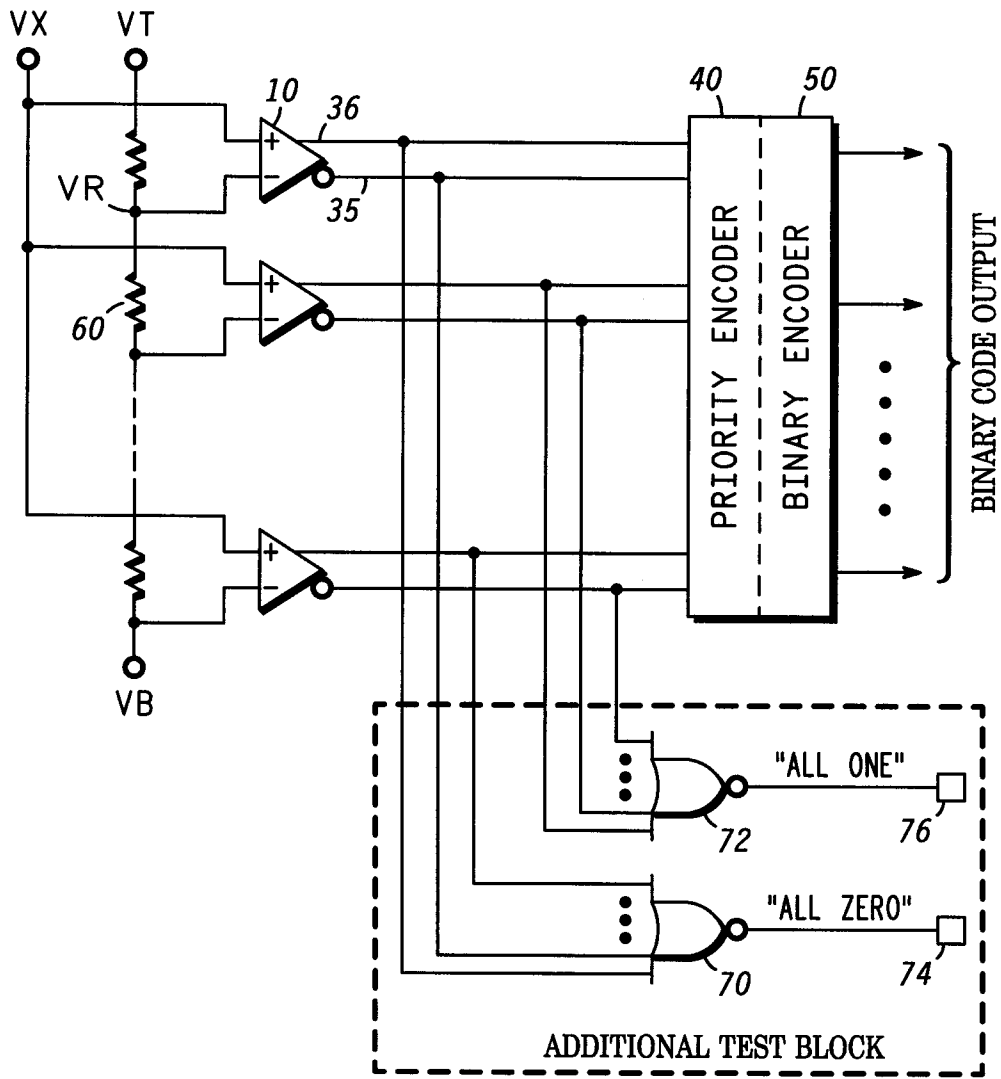 VX
VT
10
36
40
50
VR
35
60
PRIORITY ENCODER
BINARY ENCODER
BINARY CODE OUTPUT
+
−
+
−
+
−
VB
"ALL ONE"
72
76
"ALL ZERO"
70
74
ADDITIONAL TEST BLOCK